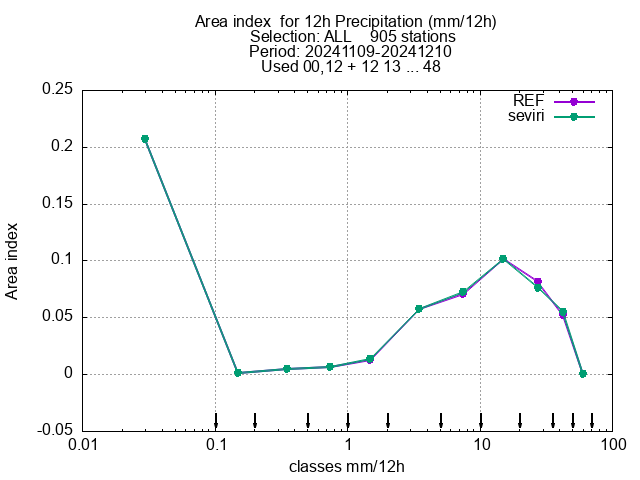 Area index  for 12h Precipitation (mm/12h)
Selection: ALL    905 stations
Period: 20241109-20241210
Used 00,12 + 12 13 ... 48
REF
seviri
0.25
0.2
0.15
0.1
0.05
0
-0.05
Area index
0.01 0.1 1 10 100
classes mm/12h